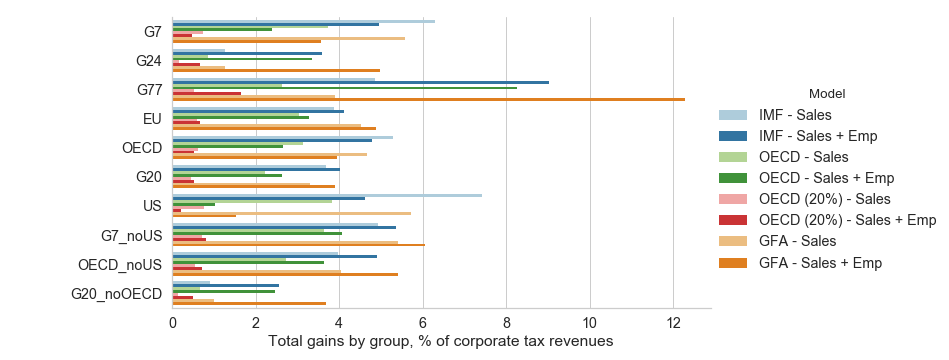 G7
G24
G77
EU
OECD
G20
US
G7_noUS
OECD_noUS
G20_noOECD
0 2 4 6 8 10 12
Total gains by group, % of corporate tax revenues
Model
IMF - Sales
IMF - Sales + Emp
OECD - Sales
OECD - Sales + Emp
OECD (20%) - Sales
OECD (20%) - Sales + Emp
GFA - Sales
GFA - Sales + Emp